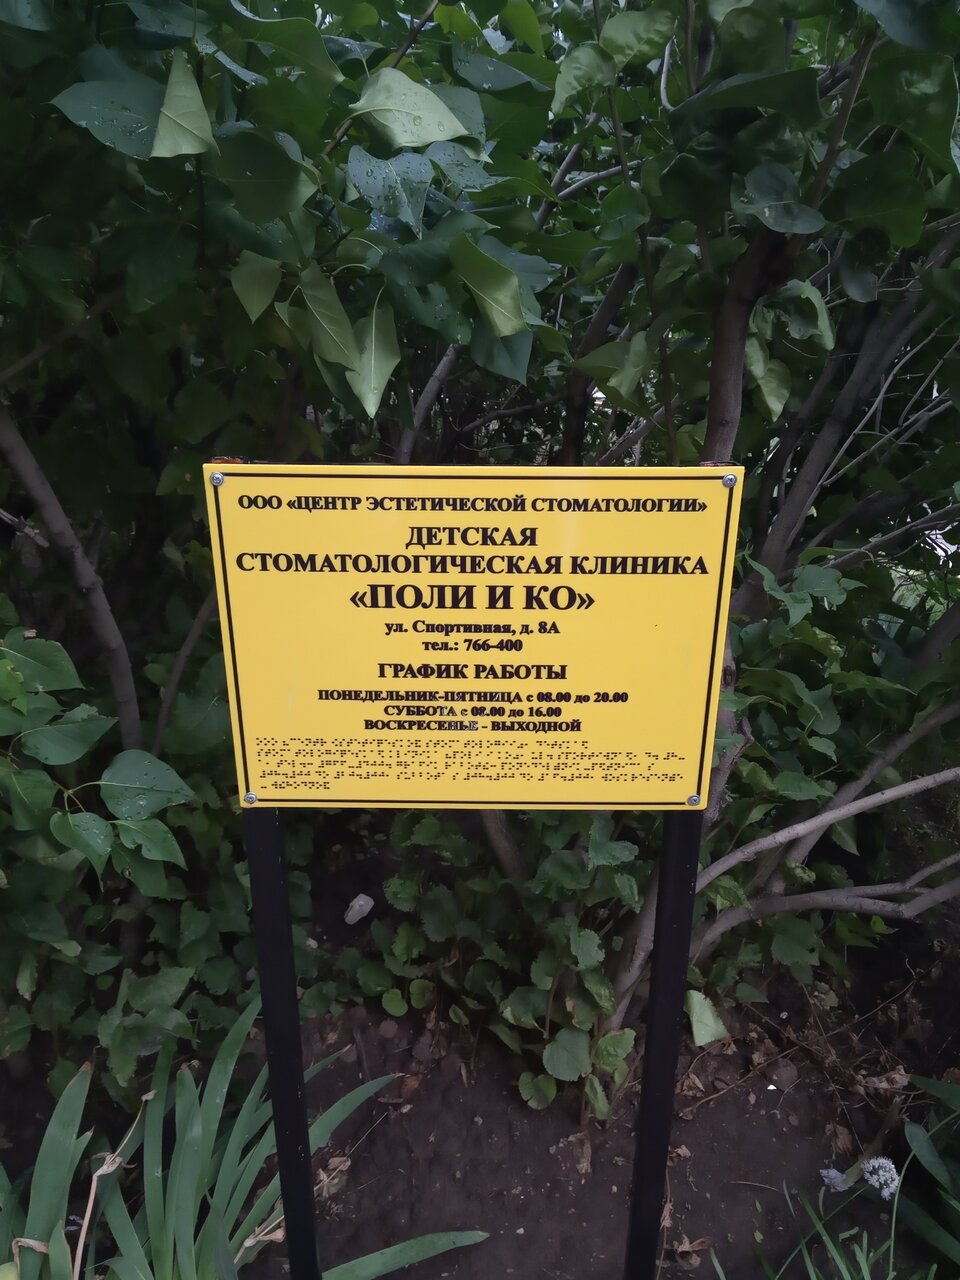 ООО «ЦЕНТР ЭСТЕТИЧЕСКОЙ СТОМАТОЛОГИИ»
ДЕТСКАЯ
СТОМАТОЛОГИЧЕСКАЯ КЛИНИКА
«ПОЛИ И КО»
ул. Спортивная, д. 8А
тел.: 766-400
ГРАФИК РАБОТЫ
ПОНЕДЕЛЬНИК-ПЯТНИЦА с 08.00 до 20.00
СУББОТА с 08.00 до 16.00
ВОСКРЕСЕНЬЕ - ВЫХОДНОЙ